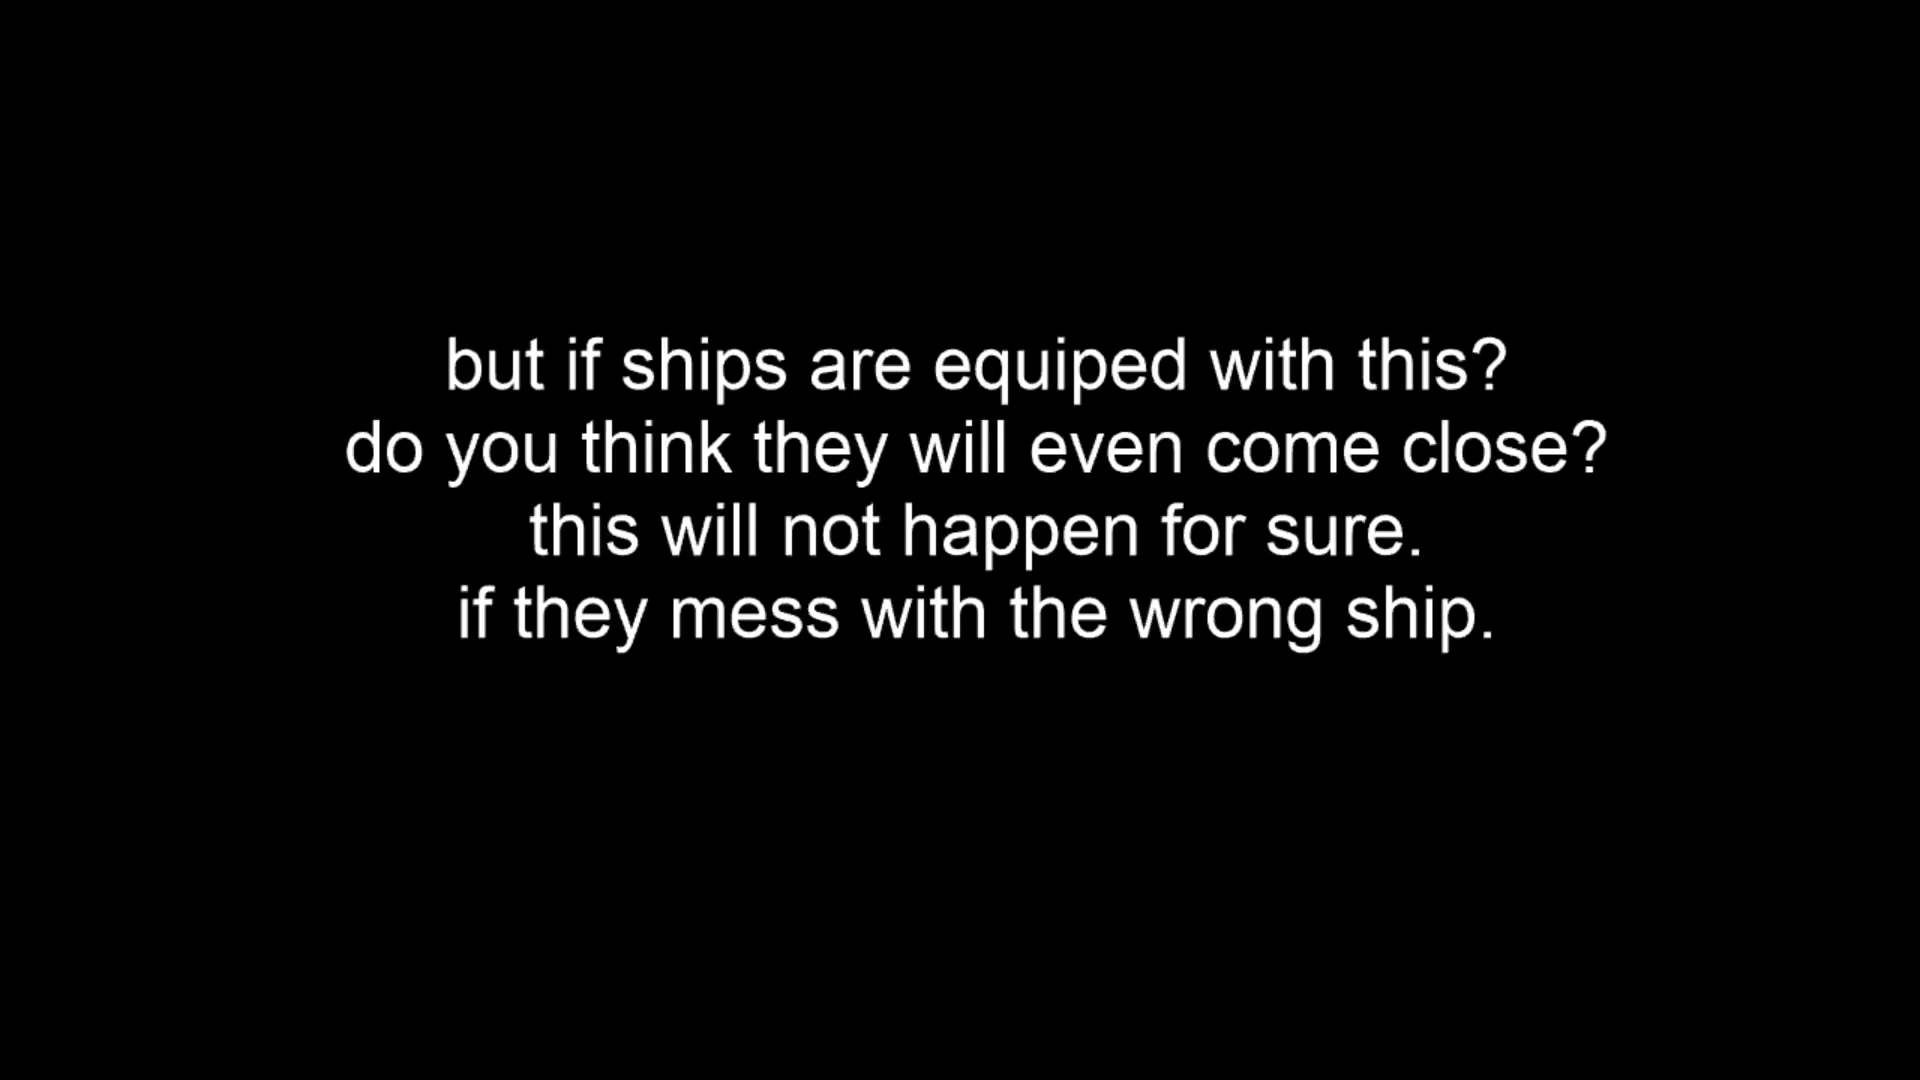 but if ships are equiped with this?
do you think they will even come close?
this will not happen for sure.
if they mess with the wrong ship.